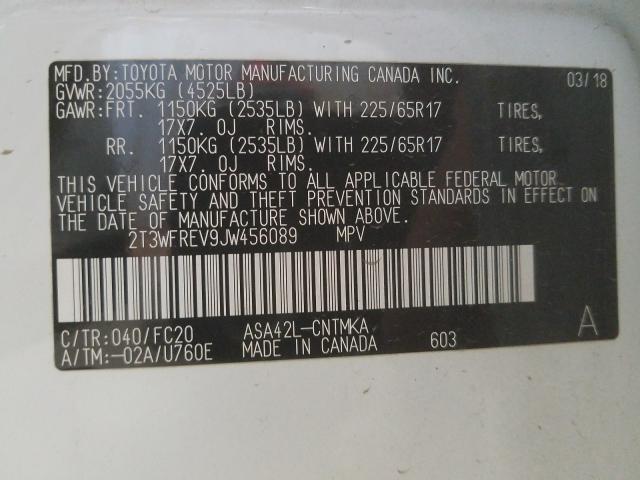 MFD.BY:TOYOTA MOTOR MANUFACTURING CANADA INC. 03/18
GVWR:2055KG (4525LB)
GAWR:FRT. 1150KG (2535LB) WITH 225/65R17 TIRES,
17X7.0J RIMS.
RR. 1150KG (2535LB) WITH 225/65R17 TIRES,
17X7.0J RIMS.
THIS VEHICLE CONFORMS TO ALL APPLICABLE FEDERAL MOTOR
VEHICLE SAFETY AND THEFT PREVENTION STANDARDS IN EFFECT ON
THE DATE OF MANUFACTURE SHOWN ABOVE.
2T3WFREV9JW456089 MPV
C/TR:040/FC20 ASA42L-CNTMKA A
A/TM:-02A/U760E MADE IN CANADA 603